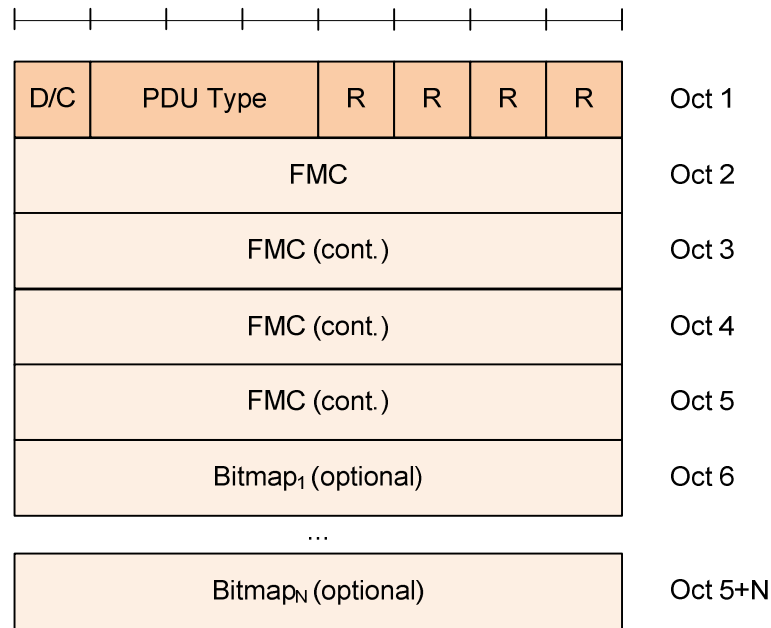 D/C PDU Type R R R R Oct 1
FMC Oct 2
FMC (cont.) Oct 3
FMC (cont.) Oct 4
FMC (cont.) Oct 5
Bitmap₁ (optional) Oct 6
...
Bitmap_N (optional) Oct 5+N